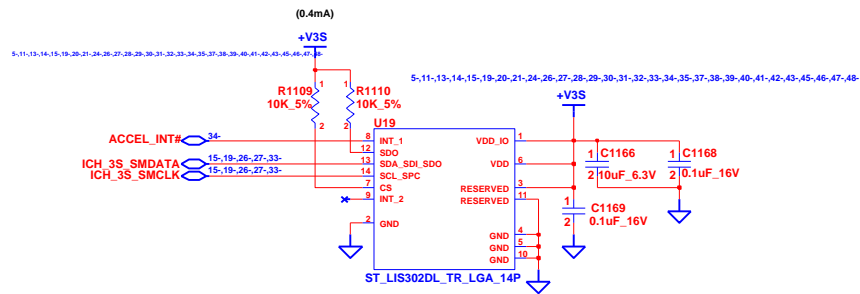 (0.4mA)
+V3S
5-,11-,13-,14-,15-,19-,20-,21-,24-,26-,27-,28-,29-,30-,31-,32-,33-,34-,35-,37-,38-,39-,40-,41-,42-,43-,45-,46-,47-,48-
5-,11-,13-,14-,15-,19-,20-,21-,24-,26-,27-,28-,29-,30-,31-,32-,33-,34-,35-,37-,38-,39-,40-,41-,42-,43-,45-,46-,47-,48-
+V3S
R1109
10K_5%
1
2
R1110
10K_5%
1
2
U19
ACCEL_INT#
34-
8
INT_1
12
SDO
ICH_3S_SMDATA
15-,19-,26-,27-,33-
13
SDA_SDI_SDO
ICH_3S_SMCLK
15-,19-,26-,27-,33-
14
SCL_SPC
7
CS
9
INT_2
2
GND
VDD_IO
1
VDD
6
RESERVED
3
RESERVED
11
GND
4
GND
5
GND
10
1
C1166
2
10uF_6.3V
1
C1168
2
0.1uF_16V
1
C1169
2
0.1uF_16V
ST_LIS302DL_TR_LGA_14P